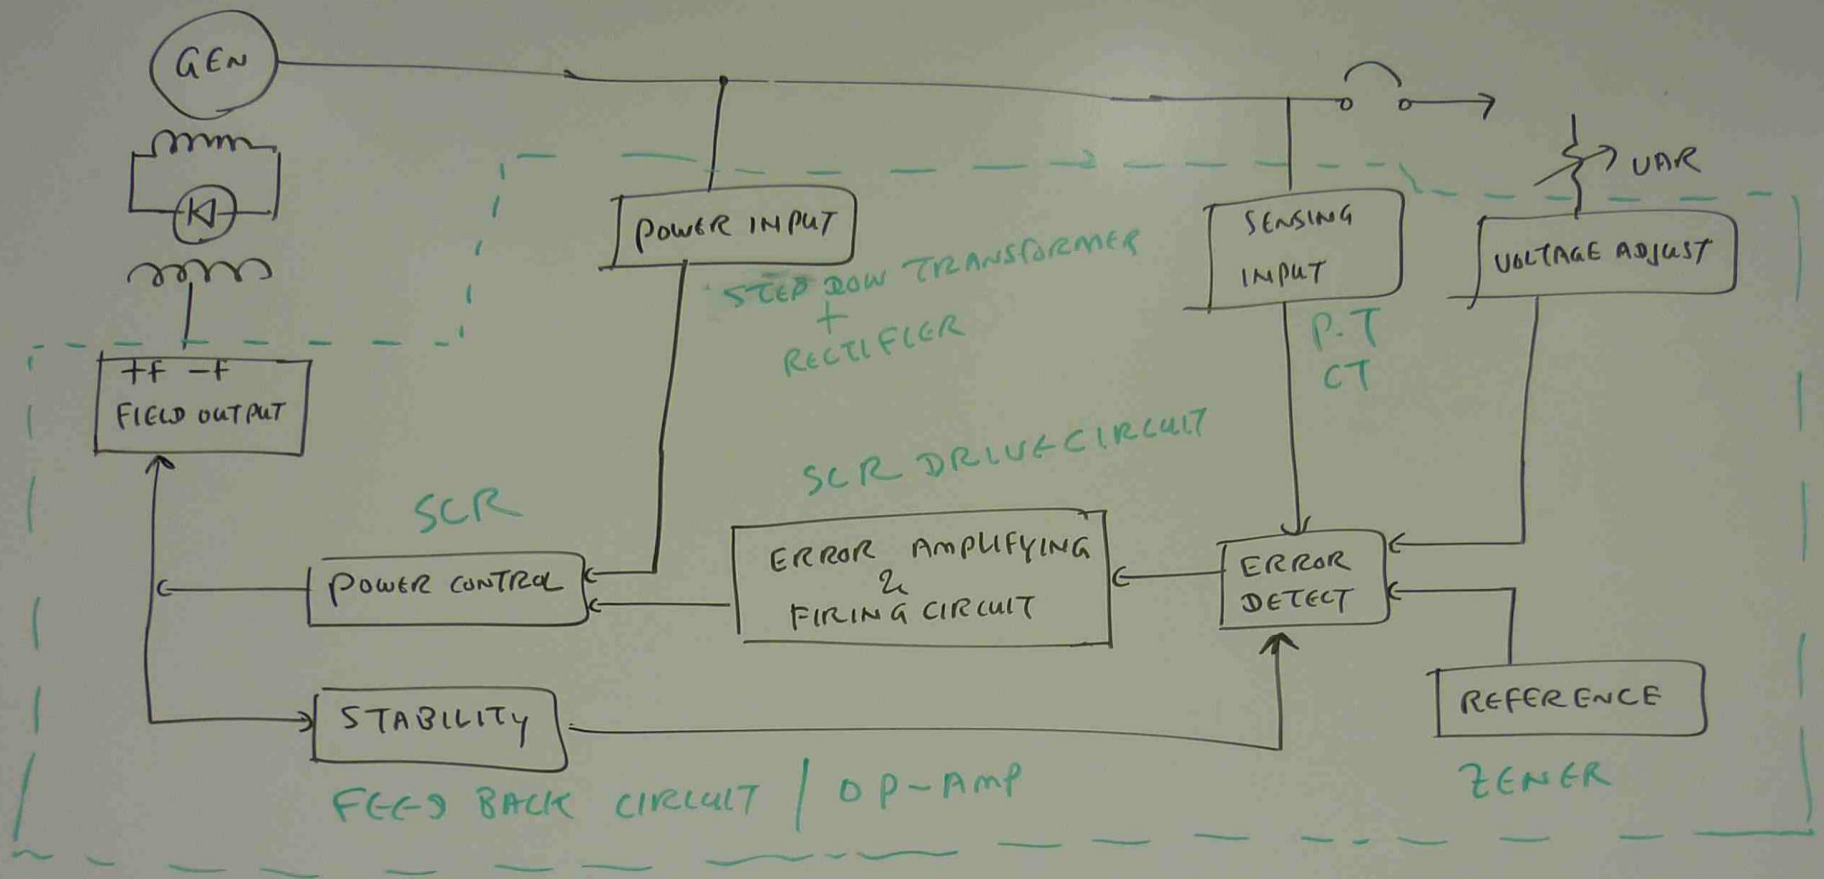 GEN
POWER INPUT
STEP DOW TRANSFORMER
+
RECTIFIER
SENSING
INPUT
P.T
CT
VAR
VOLTAGE ADJUST
+F -F
FIELD OUTPUT
SCR
POWER CONTROL
SCR DRIVE CIRCUIT
ERROR AMPLIFYING
&
FIRING CIRCUIT
ERROR
DETECT
REFERENCE
ZENER
STABILITY
FEED BACK CIRCUIT / OP-AMP